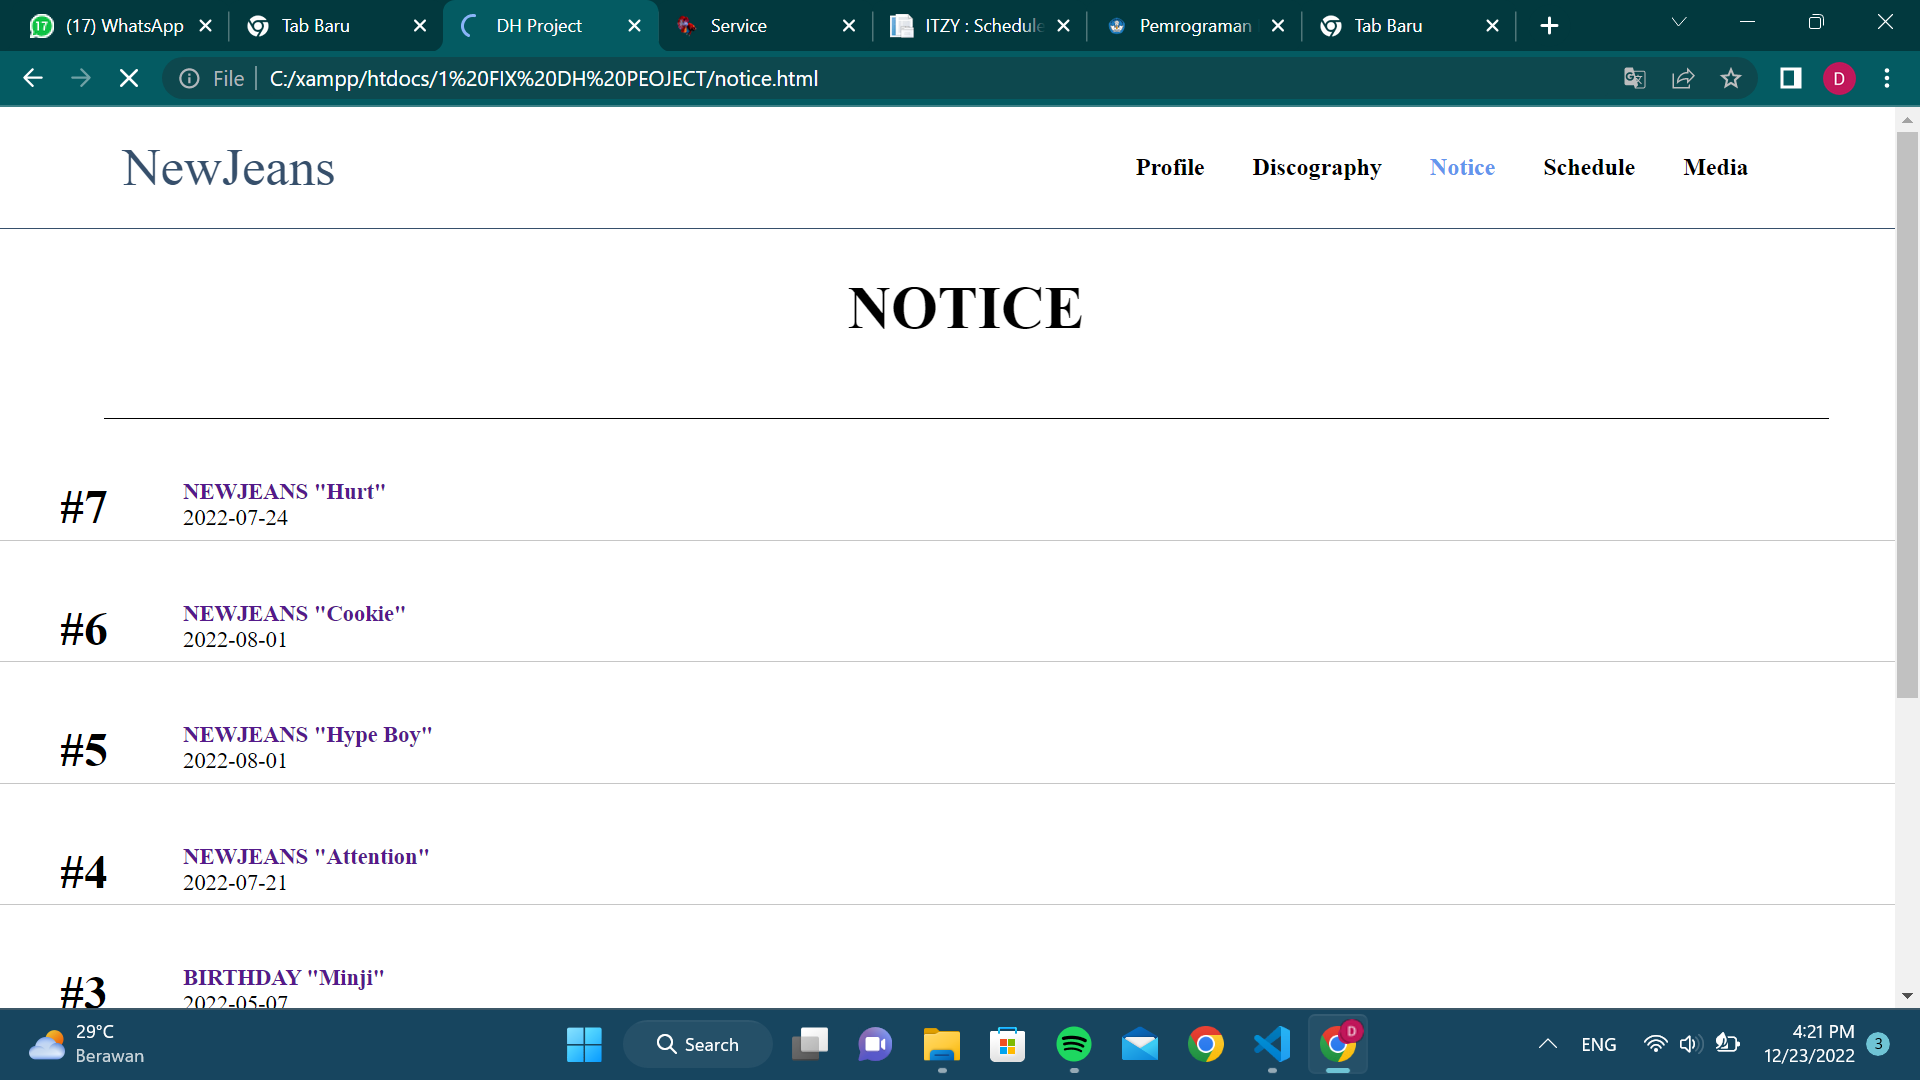 (17) WhatsApp
Tab Baru
DH Project
Service
ITZY : Schedule
Pemrograman
Tab Baru
File
C:/xampp/htdocs/1%20FIX%20DH%20PEOJECT/notice.html
D
NewJeans
Profile
Discography
Notice
Schedule
Media
NOTICE
#7
NEWJEANS "Hurt"
2022-07-24
#6
NEWJEANS "Cookie"
2022-08-01
#5
NEWJEANS "Hype Boy"
2022-08-01
#4
NEWJEANS "Attention"
2022-07-21
#3
BIRTHDAY "Minji"
2022-05-07
29°C
Berawan
Search
D
ENG
4:21 PM
12/23/2022
3